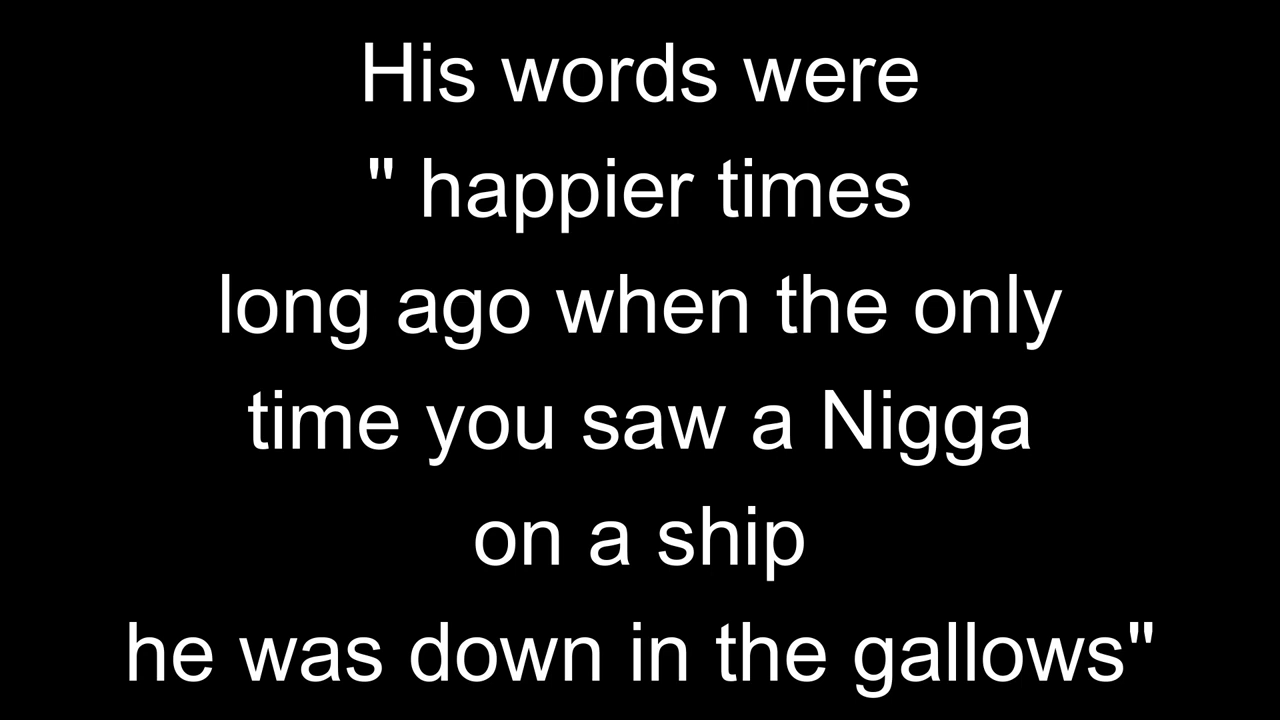 His words were
" happier times
long ago when the only
time you saw a Nigga
on a ship
he was down in the gallows"